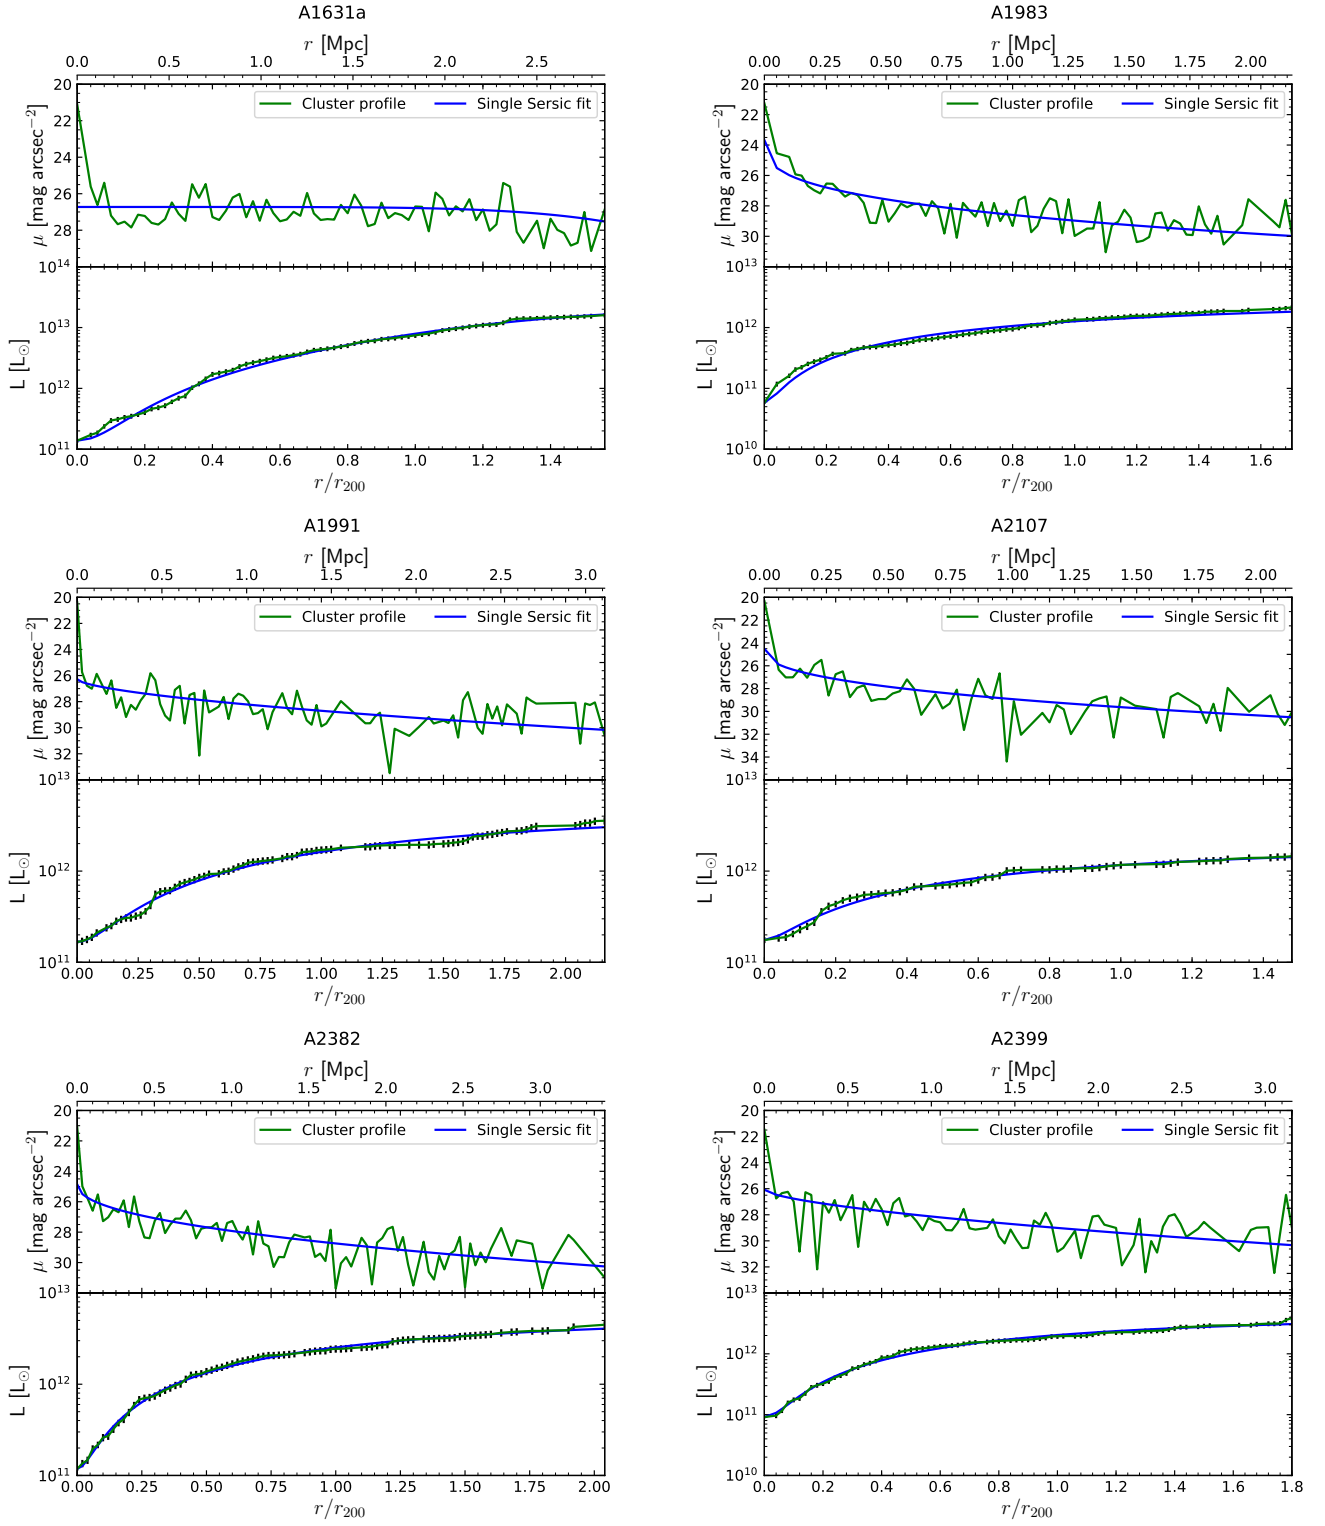 A1631a
r [Mpc]
0.0 0.5 1.0 1.5 2.0 2.5
20
22
24
26
28
μ [mag arcsec⁻²]
Cluster profile
Single Sersic fit
10¹⁴
10¹³
10¹²
10¹¹
L [L☉]
0.0 0.2 0.4 0.6 0.8 1.0 1.2 1.4
r/r₂₀₀
A1983
r [Mpc]
0.00 0.25 0.50 0.75 1.00 1.25 1.50 1.75 2.00
20
22
24
26
28
30
μ [mag arcsec⁻²]
Cluster profile
Single Sersic fit
10¹³
10¹²
10¹¹
10¹⁰
L [L☉]
0.0 0.2 0.4 0.6 0.8 1.0 1.2 1.4 1.6
r/r₂₀₀
A1991
r [Mpc]
0.0 0.5 1.0 1.5 2.0 2.5 3.0
20
22
24
26
28
30
32
μ [mag arcsec⁻²]
Cluster profile
Single Sersic fit
10¹³
10¹²
10¹¹
L [L☉]
0.00 0.25 0.50 0.75 1.00 1.25 1.50 1.75 2.00
r/r₂₀₀
A2107
r [Mpc]
0.00 0.25 0.50 0.75 1.00 1.25 1.50 1.75 2.00
20
22
24
26
28
30
32
34
μ [mag arcsec⁻²]
Cluster profile
Single Sersic fit
10¹³
10¹²
10¹¹
L [L☉]
0.0 0.2 0.4 0.6 0.8 1.0 1.2 1.4
r/r₂₀₀
A2382
r [Mpc]
0.0 0.5 1.0 1.5 2.0 2.5 3.0
20
22
24
26
28
30
μ [mag arcsec⁻²]
Cluster profile
Single Sersic fit
10¹³
10¹²
10¹¹
L [L☉]
0.00 0.25 0.50 0.75 1.00 1.25 1.50 1.75 2.00
r/r₂₀₀
A2399
r [Mpc]
0.0 0.5 1.0 1.5 2.0 2.5 3.0
20
22
24
26
28
30
32
μ [mag arcsec⁻²]
Cluster profile
Single Sersic fit
10¹³
10¹²
10¹¹
10¹⁰
L [L☉]
0.0 0.2 0.4 0.6 0.8 1.0 1.2 1.4 1.6 1.8
r/r₂₀₀